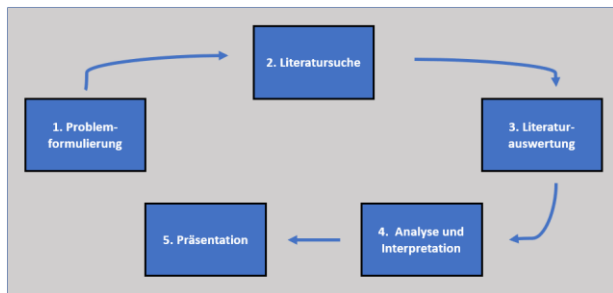 1. Problem-
formulierung
2. Literatursuche
3. Literatur-
auswertung
4. Analyse und
Interpretation
5. Präsentation